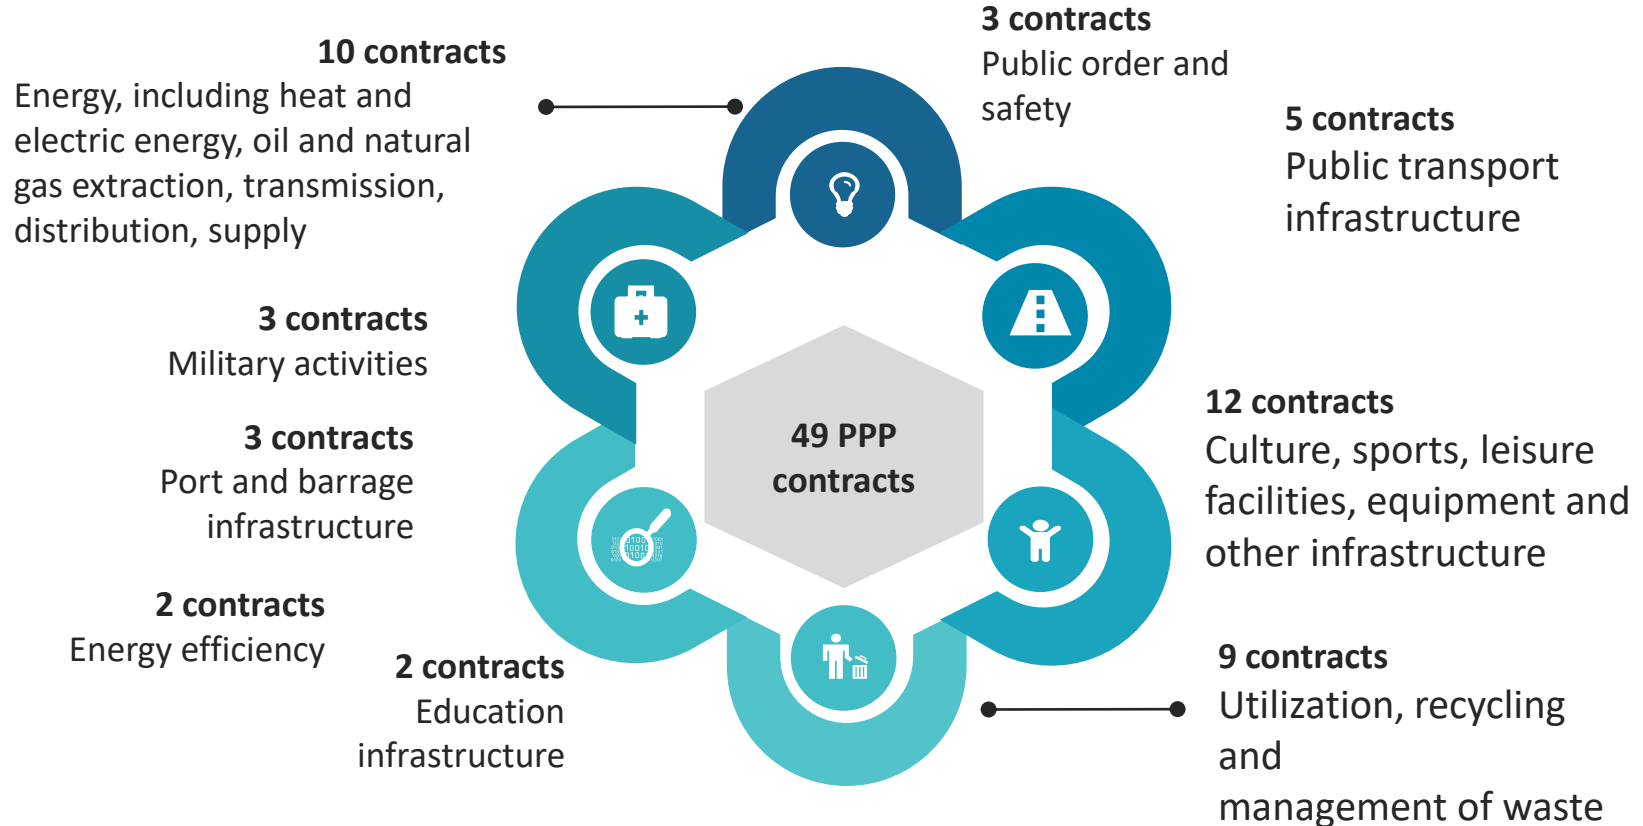 10 contracts
Energy, including heat and
electric energy, oil and natural
gas extraction, transmission,
distribution, supply
3 contracts
Public order and
safety
5 contracts
Public transport
infrastructure
3 contracts
Military activities
3 contracts
Port and barrage
infrastructure
49 PPP
contracts
12 contracts
Culture, sports, leisure
facilities, equipment and
other infrastructure
2 contracts
Energy efficiency
2 contracts
Education
infrastructure
9 contracts
Utilization, recycling
and
management of waste